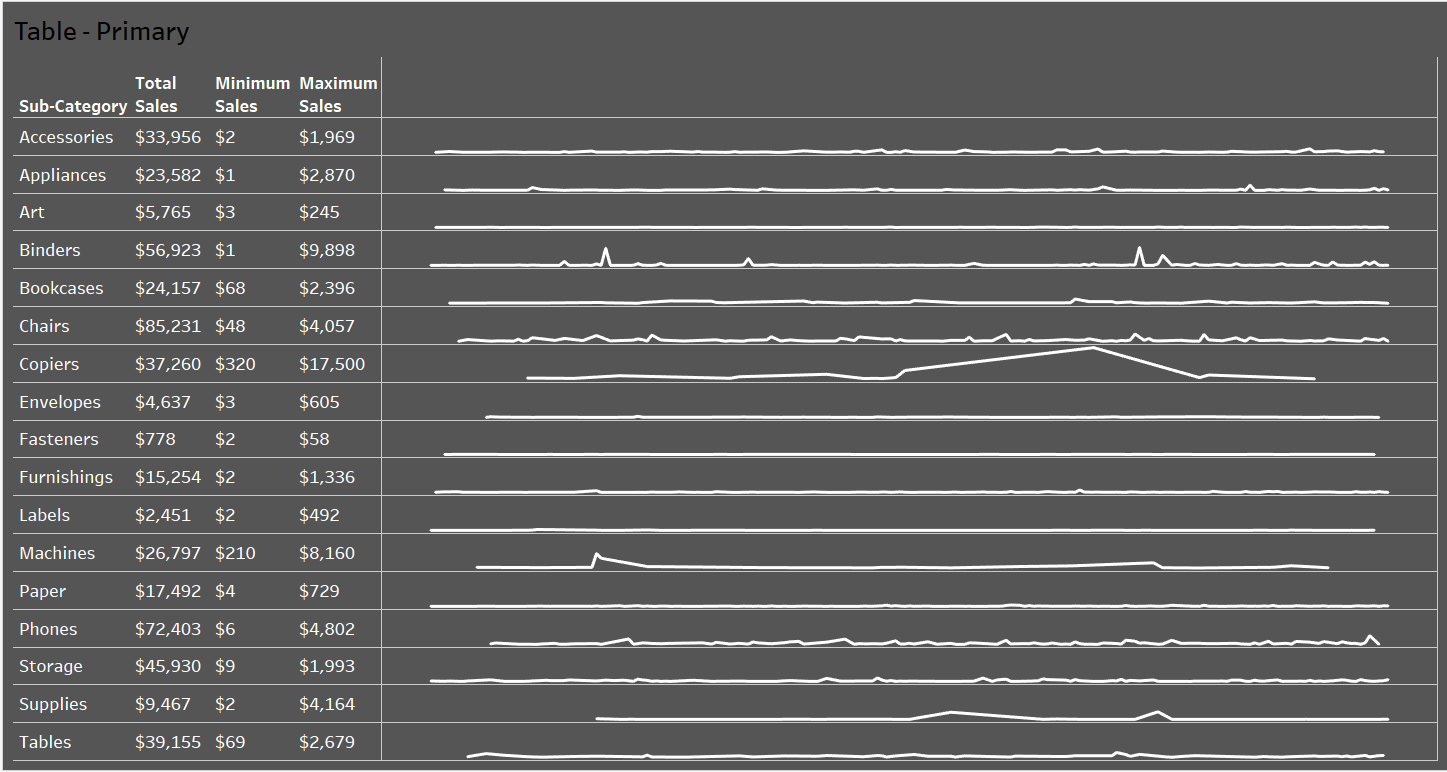 Table - Primary
Total Minimum Maximum
Sub-Category Sales Sales Sales
Accessories $33,956 $2 $1,969
Appliances $23,582 $1 $2,870
Art $5,765 $3 $245
Binders $56,923 $1 $9,898
Bookcases $24,157 $68 $2,396
Chairs $85,231 $48 $4,057
Copiers $37,260 $320 $17,500
Envelopes $4,637 $3 $605
Fasteners $778 $2 $58
Furnishings $15,254 $2 $1,336
Labels $2,451 $2 $492
Machines $26,797 $210 $8,160
Paper $17,492 $4 $729
Phones $72,403 $6 $4,802
Storage $45,930 $9 $1,993
Supplies $9,467 $2 $4,164
Tables $39,155 $69 $2,679